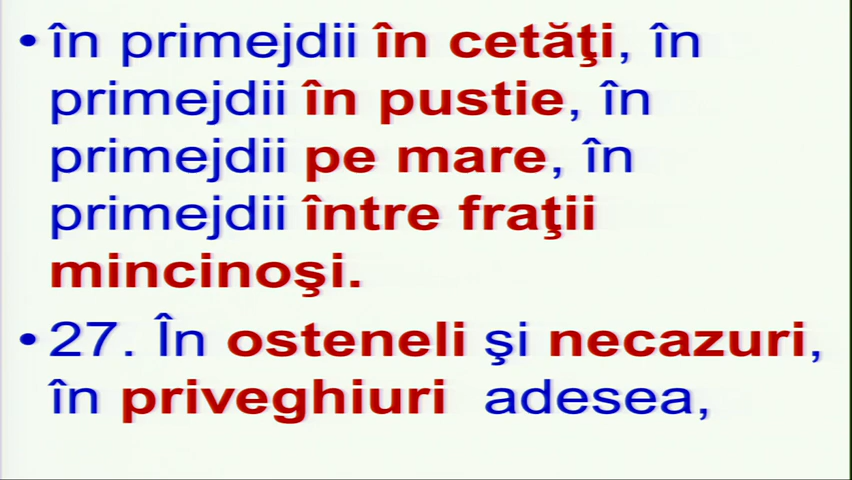 • în primejdii în cetăţi, în
primejdii în pustie, în
primejdii pe mare, în
primejdii între fraţii
mincinoşi.
• 27. În osteneli şi necazuri,
în priveghiuri adesea,